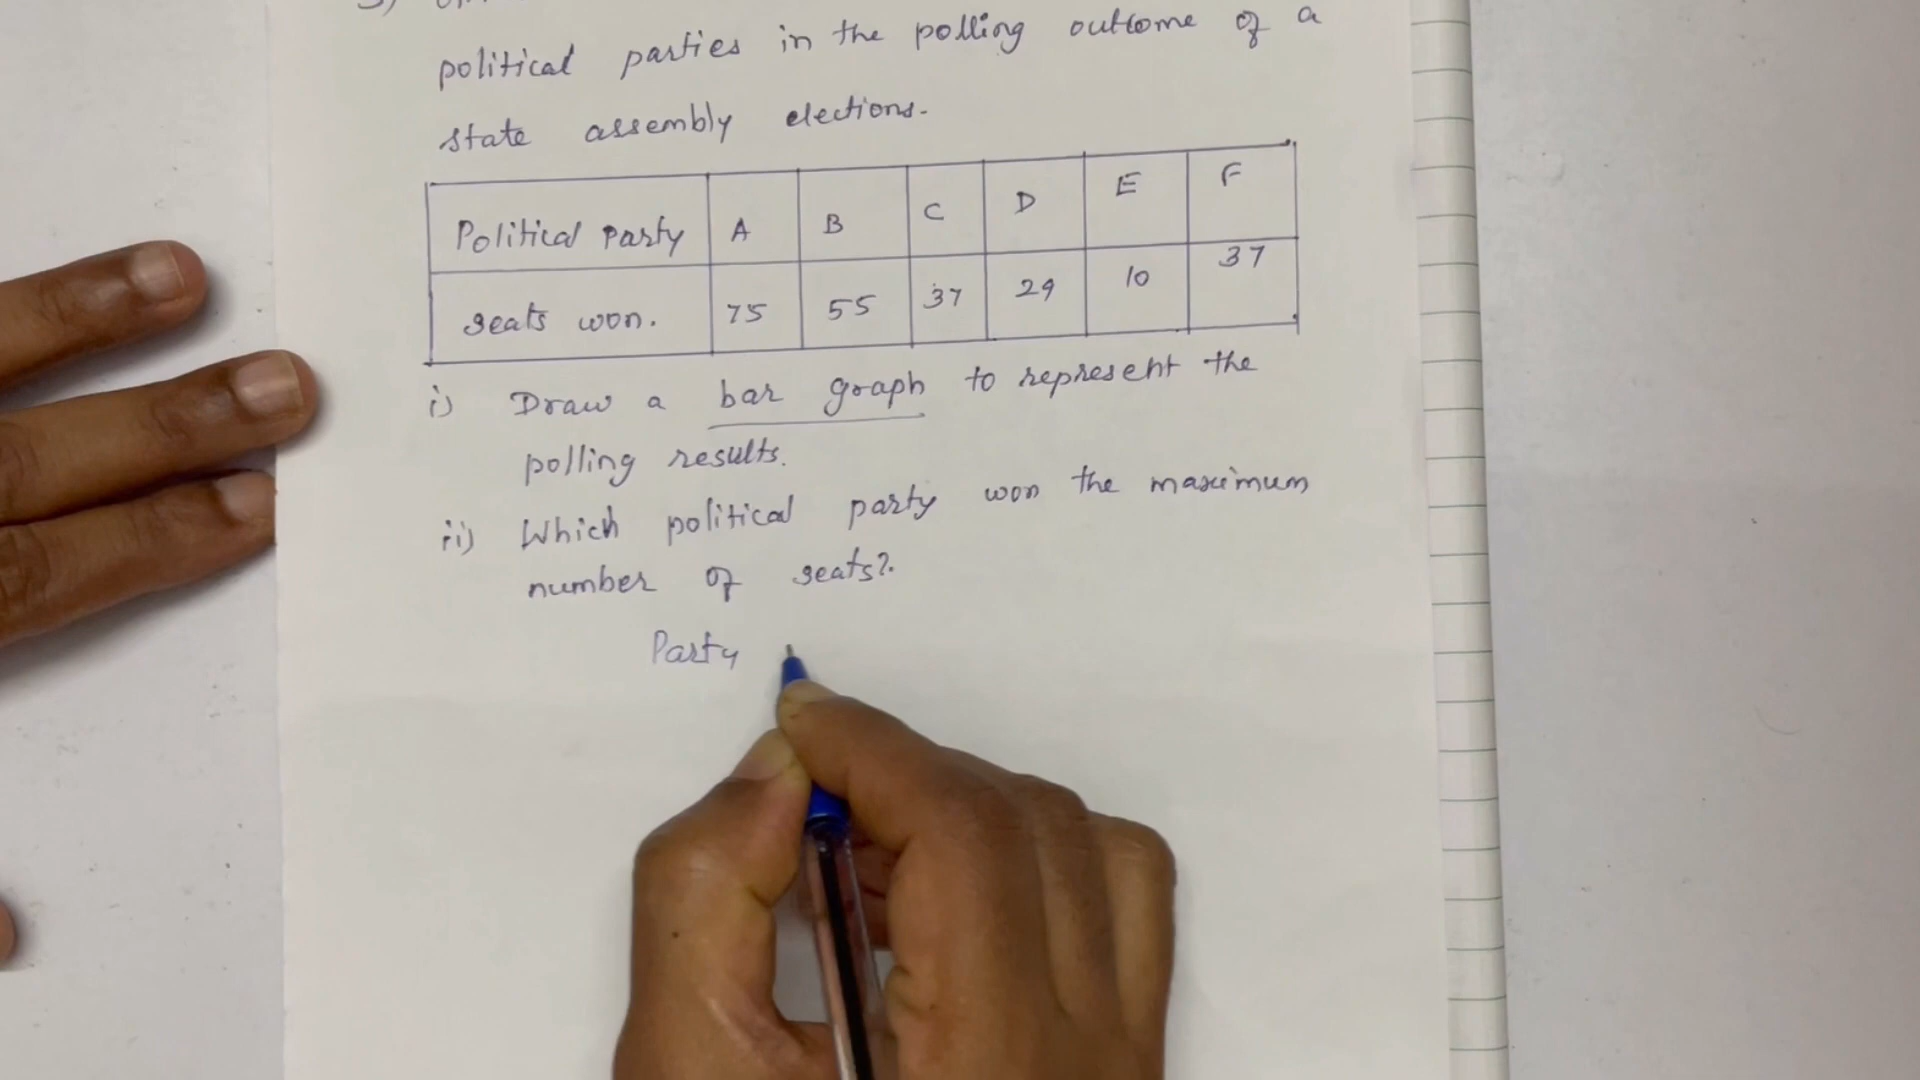 3)
political parties in the polling outcome of a
state assembly elections.
Political Party A B C D E F
seats won. 75 55 37 29 10 37
i) Draw a bar graph to represent the
polling results.
ii) Which political party won the maximum
number of seats?.
Party